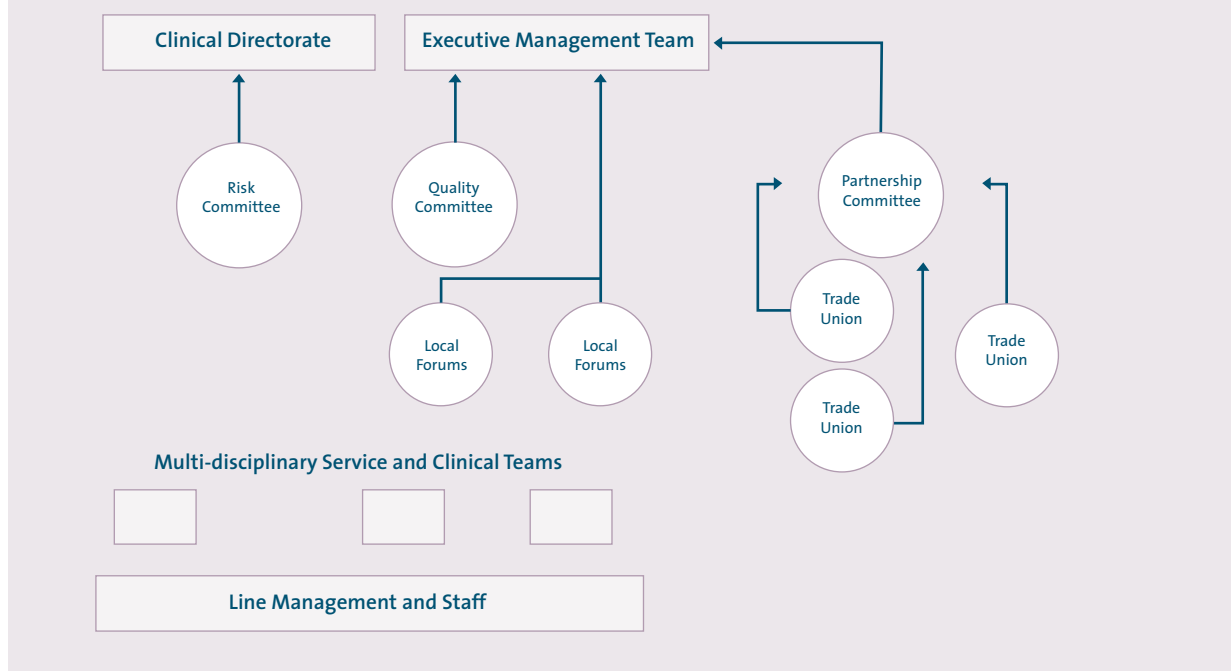 Clinical Directorate
Executive Management Team
Risk
Committee
Quality
Committee
Partnership
Committee
Local
Forums
Local
Forums
Trade
Union
Trade
Union
Trade
Union
Multi-disciplinary Service and Clinical Teams
Line Management and Staff